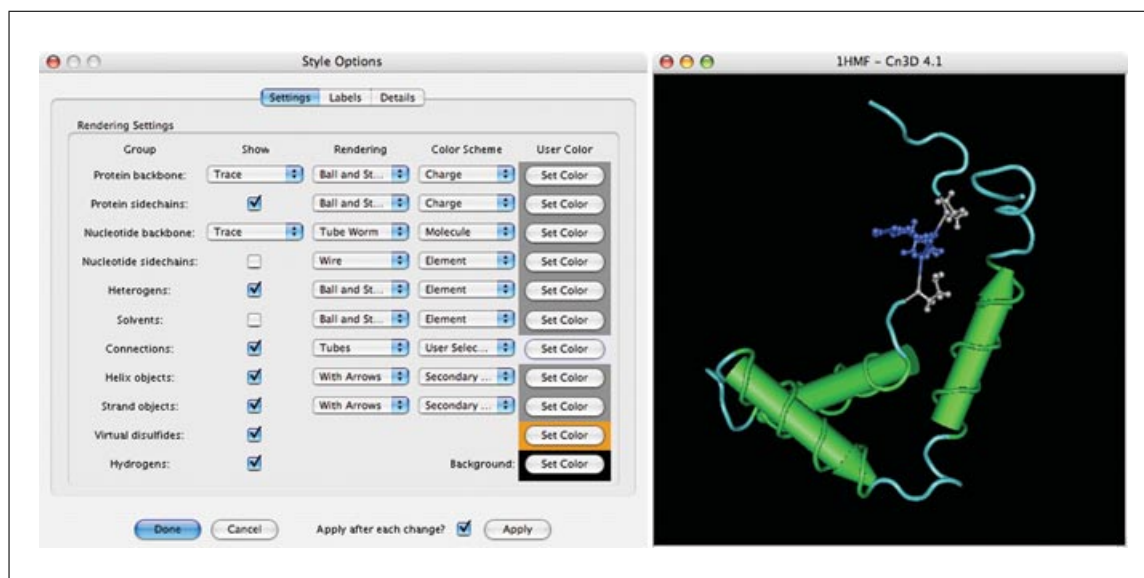 Style Options
Settings Labels Details
Rendering Settings
Group Show Rendering Color Scheme User Color
Protein backbone: Trace Ball and St... Charge Set Color
Protein sidechains: Ball and St... Charge Set Color
Nucleotide backbone: Trace Tube Worm Molecule Set Color
Nucleotide sidechains: Wire Element Set Color
Heterogens: Ball and St... Element Set Color
Solvents: Ball and St... Element Set Color
Connections: Tubes User Selec... Set Color
Helix objects: With Arrows Secondary ... Set Color
Strand objects: With Arrows Secondary ... Set Color
Virtual disulfides: Set Color
Hydrogens: Background: Set Color
Done Cancel Apply after each change? Apply
1HMF - Cn3D 4.1